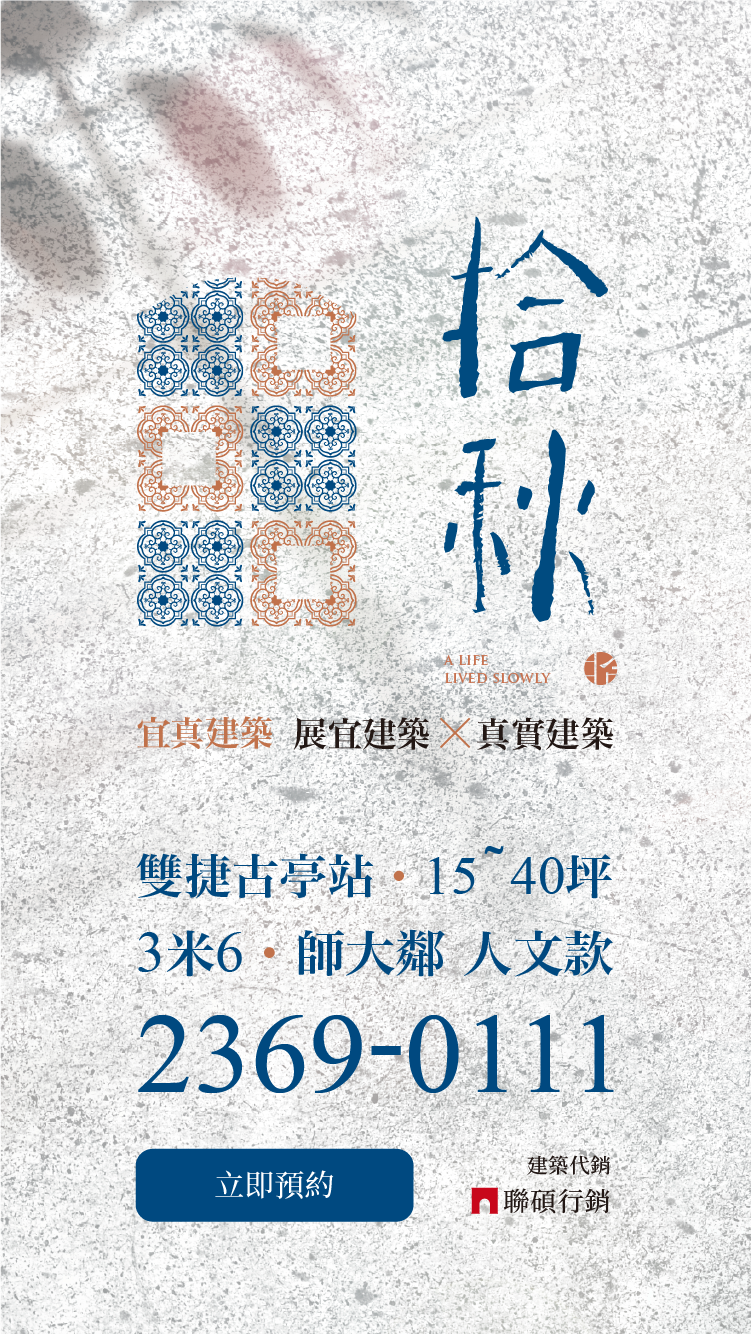 拾秋
A LIFE
LIVED SLOWLY
宜真建築 展宜建築╳真實建築
雙捷古亭站・15~40坪
3米6・師大鄰 人文款
2369-0111
立即預約
建築代銷
聯碩行銷